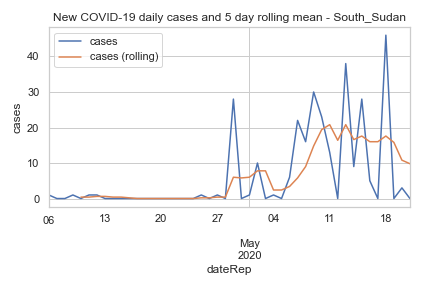 New COVID-19 daily cases and 5 day rolling mean - South_Sudan
cases
cases (rolling)
cases
40
30
20
10
0
06 13 20 27 04 11 18
May
2020
dateRep